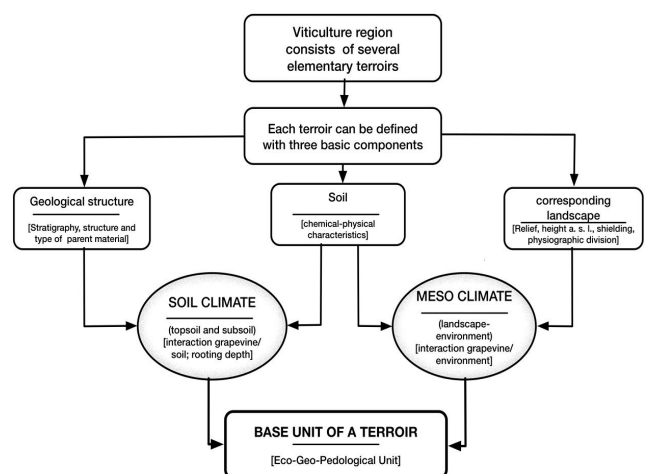 Viticulture region
consists of several
elementary terroirs
Each terroir can be defined
with three basic components
Geological structure
[Stratigraphy, structure and
type of parent material]
Soil
[chemical-physical
characteristics]
corresponding
landscape
[Relief, height a. s. l., shielding,
physiographic division]
SOIL CLIMATE
(topsoil and subsoil)
[interaction grapevine/
soil; rooting depth]
MESO CLIMATE
(landscape-
environment)
[interaction grapevine/
environment]
BASE UNIT OF A TERROIR
[Eco-Geo-Pedological Unit]